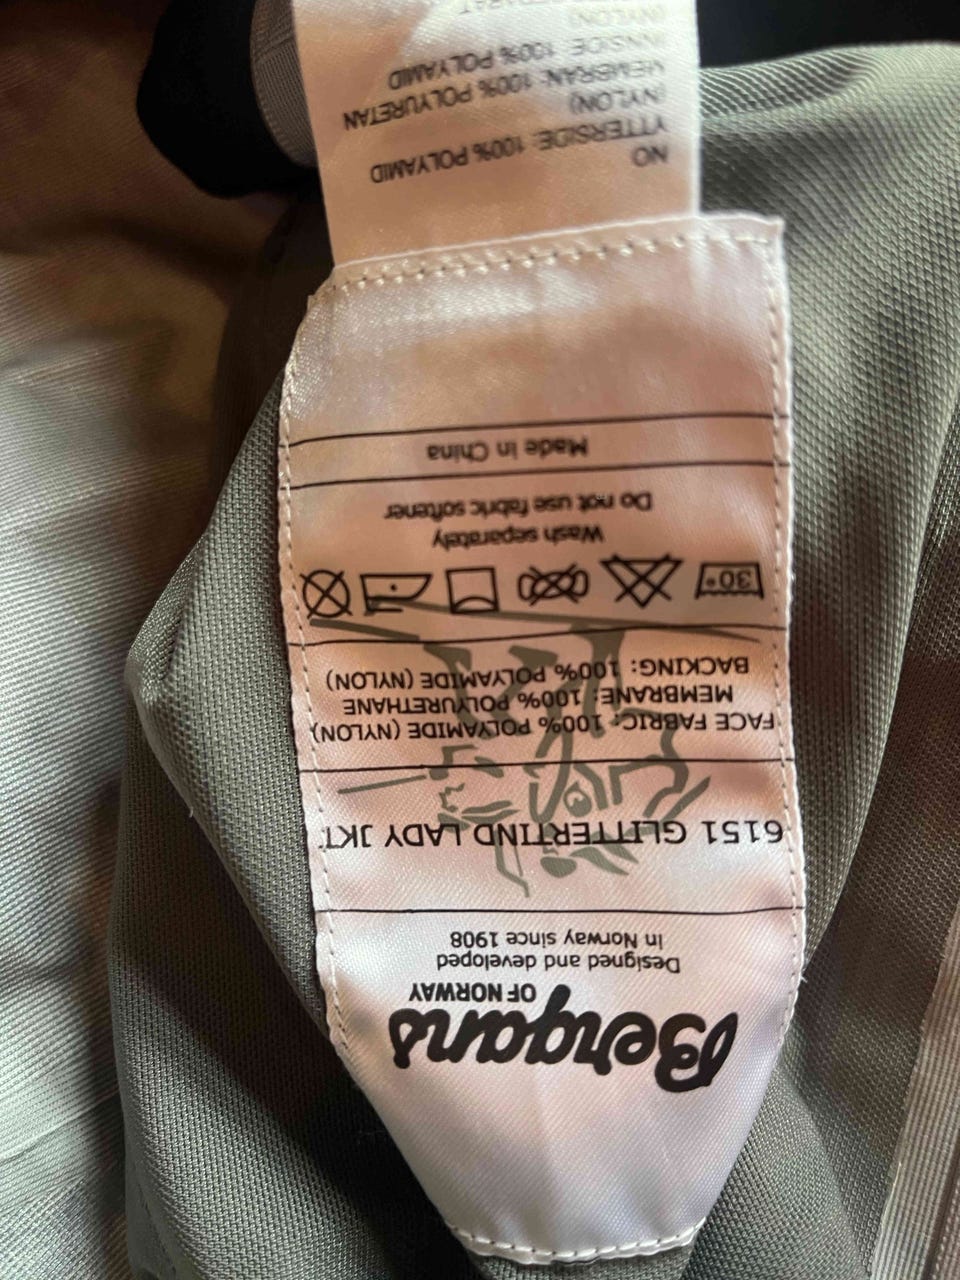 Bergans
OF NORWAY
Designed and developed
in Norway since 1908
6151 GLITTERTIND LADY JKT
FACE FABRIC: 100% POLYAMIDE (NYLON)
MEMBRANE: 100% POLYURETHANE
BACKING: 100% POLYAMIDE (NYLON)
30°
Wash separately
Do not use fabric softener
Made in China
NO
YTTERSIDE: 100% POLYAMID
(NYLON)
MEMBRAN: 100% POLYURETAN
INNSIDE: 100% POLYAMID
(NYLON)